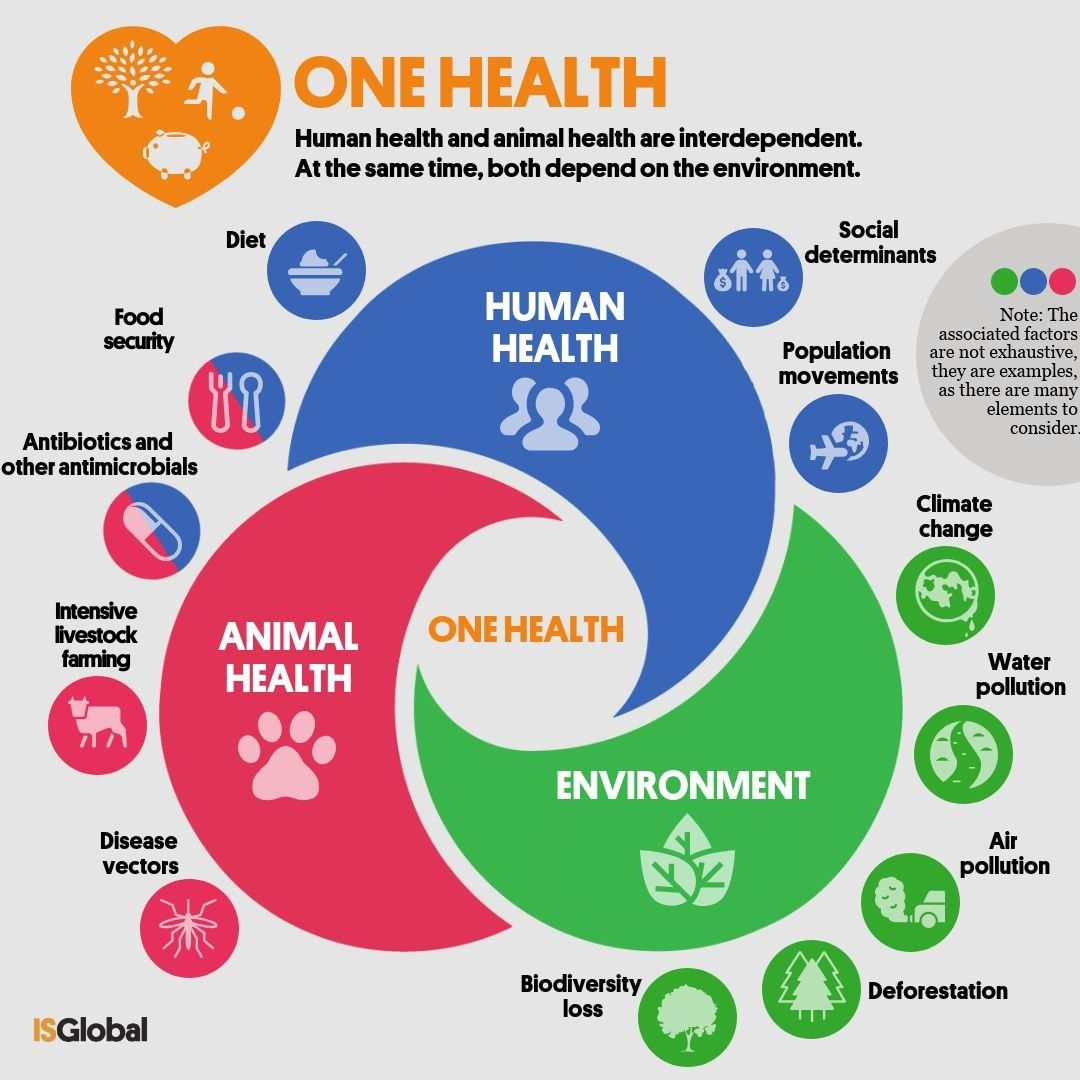 ONE HEALTH
Human health and animal health are interdependent.
At the same time, both depend on the environment.
Diet
Social
determinants
Food
security
Population
movements
Note: The
associated factors
are not exhaustive,
they are examples,
as there are many
elements to
consider.
HUMAN
HEALTH
Antibiotics and
other antimicrobials
Climate
change
Intensive
livestock
farming
ANIMAL
HEALTH
ONE HEALTH
Water
pollution
ENVIRONMENT
Disease
vectors
Air
pollution
Biodiversity
loss
Deforestation
ISGlobal
$
$